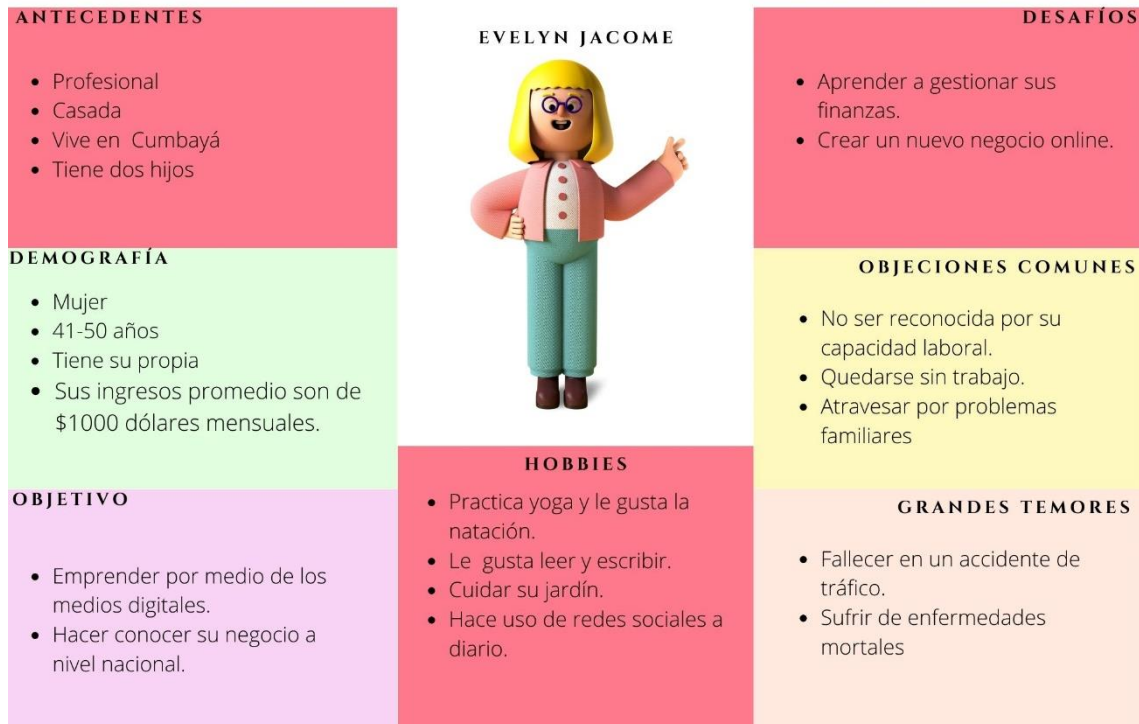 ANTECEDENTES
Profesional
Casada
Vive en Cumbayá
Tiene dos hijos
EVELYN JACOME
DESAFÍOS
Aprender a gestionar sus
finanzas.
Crear un nuevo negocio online.
DEMOGRAFÍA
Mujer
41-50 años
Tiene su propia
Sus ingresos promedio son de
$1000 dólares mensuales.
OBJECIONES COMUNES
No ser reconocida por su
capacidad laboral.
Quedarse sin trabajo.
Atravesar por problemas
familiares
OBJETIVO
Emprender por medio de los
medios digitales.
Hacer conocer su negocio a
nivel nacional.
HOBBIES
Practica yoga y le gusta la
natación.
Le gusta leer y escribir.
Cuidar su jardín.
Hace uso de redes sociales a
diario.
GRANDES TEMORES
Fallecer en un accidente de
tráfico.
Sufrir de enfermedades
mortales